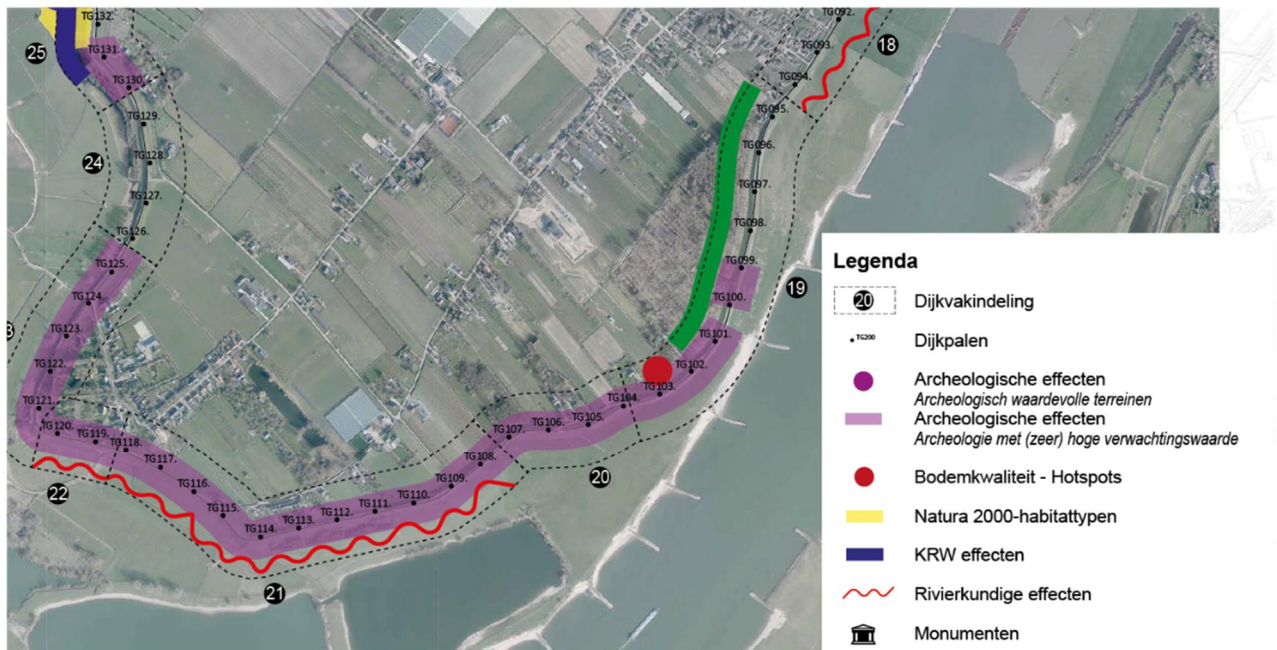 TG132.
25
TG131.
TG130.
TG129.
TG128.
24
TG127.
TG126.
TG125.
TG124.
3
TG123.
TG122.
TG121.
TG120.
TG119.
TG118.
TG117.
22
TG116.
TG115.
TG114.
TG113.
TG112.
TG111.
TG110.
TG109.
TG108.
TG107.
TG106.
TG105.
TG104.
TG103.
TG102.
TG101.
TG100.
TG099.
TG098.
TG097.
TG096.
TG095.
TG094.
TG093.
TG092.
18
19
20
21
Legenda
20 Dijkvakindeling
TG200 Dijkpalen
Archeologische effecten
Archeologisch waardevolle terreinen
Archeologische effecten
Archeologie met (zeer) hoge verwachtingswaarde
Bodemkwaliteit - Hotspots
Natura 2000-habitattypen
KRW effecten
Rivierkundige effecten
Monumenten